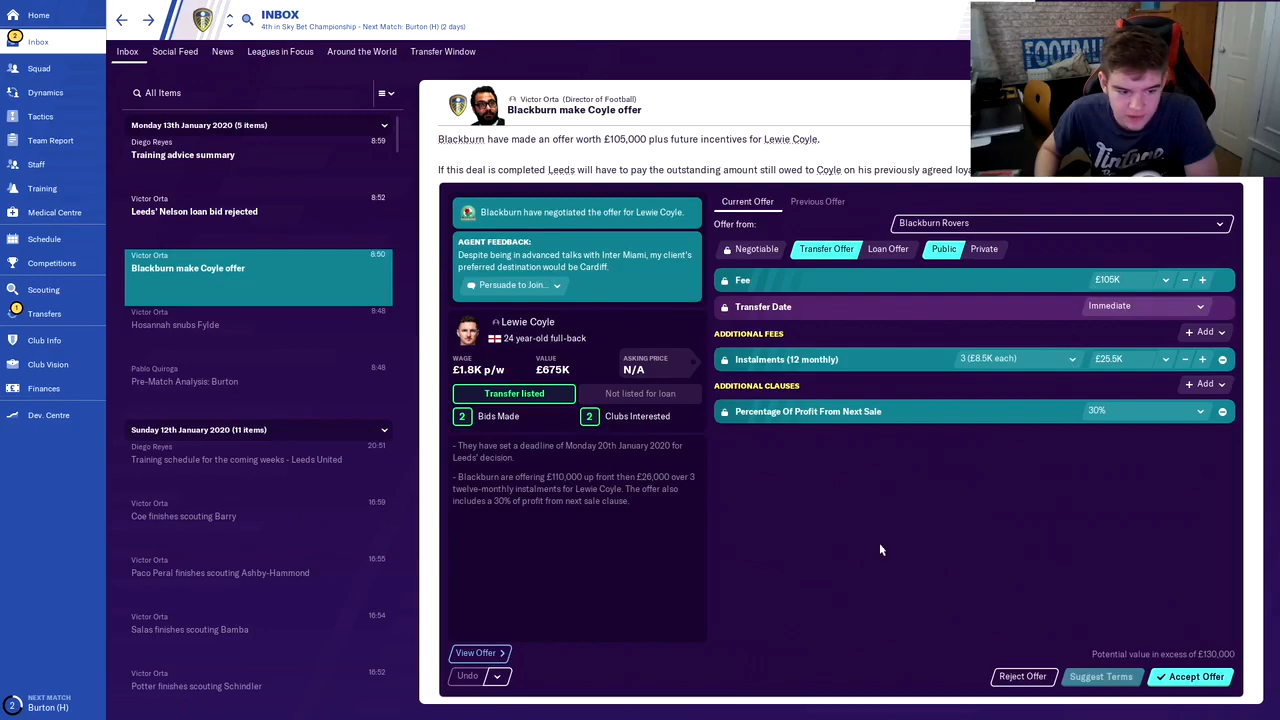 Home
INBOX
4th in Sky Bet Championship - Next Match: Burton (H) (2 days)
2
Inbox
Squad
Dynamics
Tactics
Team Report
Staff
Training
Medical Centre
Schedule
Competitions
Scouting
1
Transfers
Club Info
Club Vision
Finances
Dev. Centre
2
NEXT MATCH
Burton (H)
Inbox
Social Feed
News
Leagues in Focus
Around the World
Transfer Window
All Items
Monday 13th January 2020 (5 items)
Diego Reyes 8:59
Training advice summary
Victor Orta 8:52
Leeds' Nelson loan bid rejected
Victor Orta 8:50
Blackburn make Coyle offer
Victor Orta 8:48
Hosannah snubs Fylde
Pablo Quiroga 8:48
Pre-Match Analysis: Burton
Sunday 12th January 2020 (11 items)
Diego Reyes 20:51
Training schedule for the coming weeks - Leeds United
Victor Orta 16:59
Coe finishes scouting Barry
Victor Orta 16:55
Paco Peral finishes scouting Ashby-Hammond
Victor Orta 16:54
Salas finishes scouting Bamba
Victor Orta 16:52
Potter finishes scouting Schindler
Victor Orta (Director of Football)
Blackburn make Coyle offer
Blackburn have made an offer worth £105,000 plus future incentives for Lewie Coyle.
If this deal is completed Leeds will have to pay the outstanding amount still owed to Coyle on his previously agreed
Blackburn have negotiated the offer for Lewie Coyle.
AGENT FEEDBACK:
Despite being in advanced talks with Inter Miami, my client's
preferred destination would be Cardiff.
Persuade to Join...
Lewie Coyle
24 year-old full-back
WAGE
£1.8K p/w
VALUE
£675K
ASKING PRICE
N/A
Transfer listed
Not listed for loan
2 Bids Made
2 Clubs Interested
- They have set a deadline of Monday 20th January 2020 for
Leeds' decision.
- Blackburn are offering £110,000 up front then £26,000 over 3
twelve-monthly instalments for Lewie Coyle. The offer also
includes a 30% of profit from next sale clause.
View Offer
Undo
Current Offer
Previous Offer
Offer from:
Blackburn Rovers
Negotiable
Transfer Offer
Loan Offer
Public
Private
Fee £105K
Transfer Date Immediate
ADDITIONAL FEES
Add
Instalments (12 monthly) 3 (£8.5K each) £25.5K
ADDITIONAL CLAUSES
Add
Percentage Of Profit From Next Sale 30%
Potential value in excess of £130,000
Reject Offer
Suggest Terms
Accept Offer
FOOTBALL